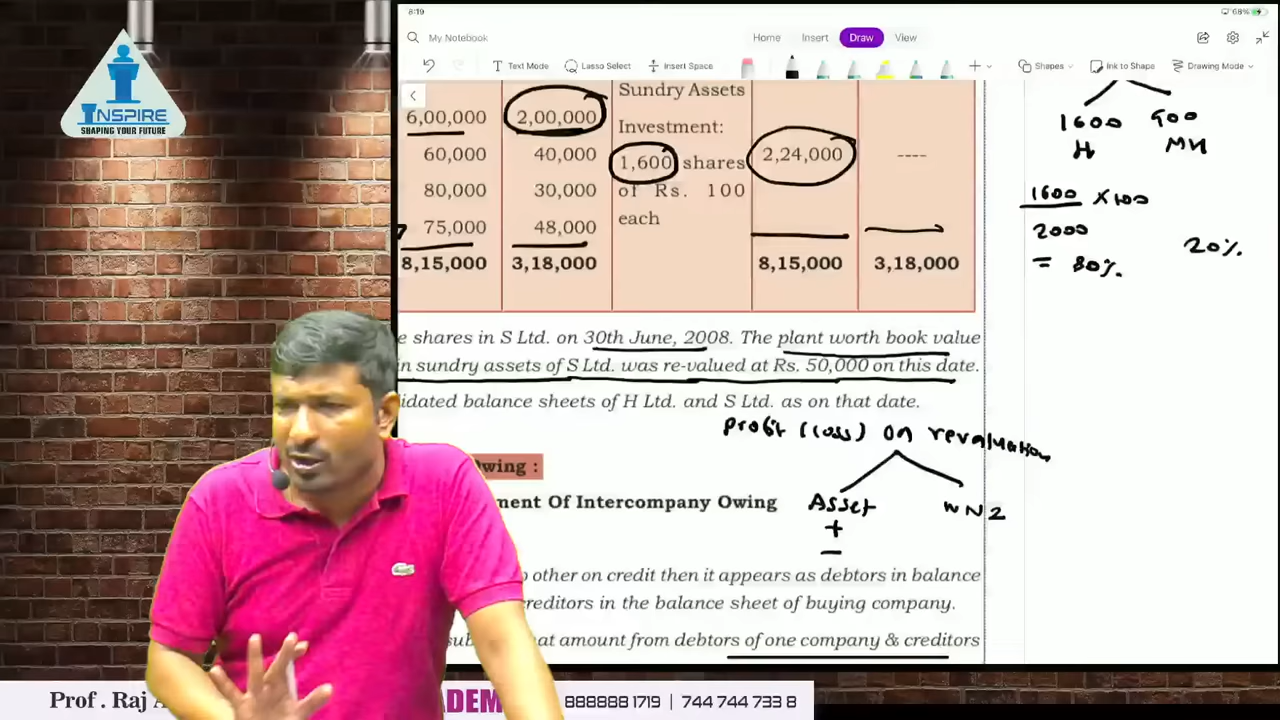 8:19
68%
My Notebook
Home Insert Draw View
Text Mode Lasso Select Insert Space
Shapes Ink to Shape Drawing Mode
INSPIRE
SHAPING YOUR FUTURE
Sundry Assets
6,00,000 2,00,000
Investment:
60,000 40,000 1,600 shares 2,24,000 ----
80,000 30,000 of Rs. 100
each
75,000 48,000
8,15,000 3,18,000 8,15,000 3,18,000
1600
H
MH
1600 × 100
2000
= 80%
20%
e shares in S Ltd. on 30th June, 2008. The plant worth book value
in sundry assets of S Ltd. was re-valued at Rs. 50,000 on this date.
idated balance sheets of H Ltd. and S Ltd. as on that date.
Profit (loss) on revaluation
Asset
+
–
WN2
Owing :
ment Of Intercompany Owing
o other on credit then it appears as debtors in balance
creditors in the balance sheet of buying company.
amount from debtors of one company & creditors
Prof . Raj
888888 1719 | 744 744 733 8